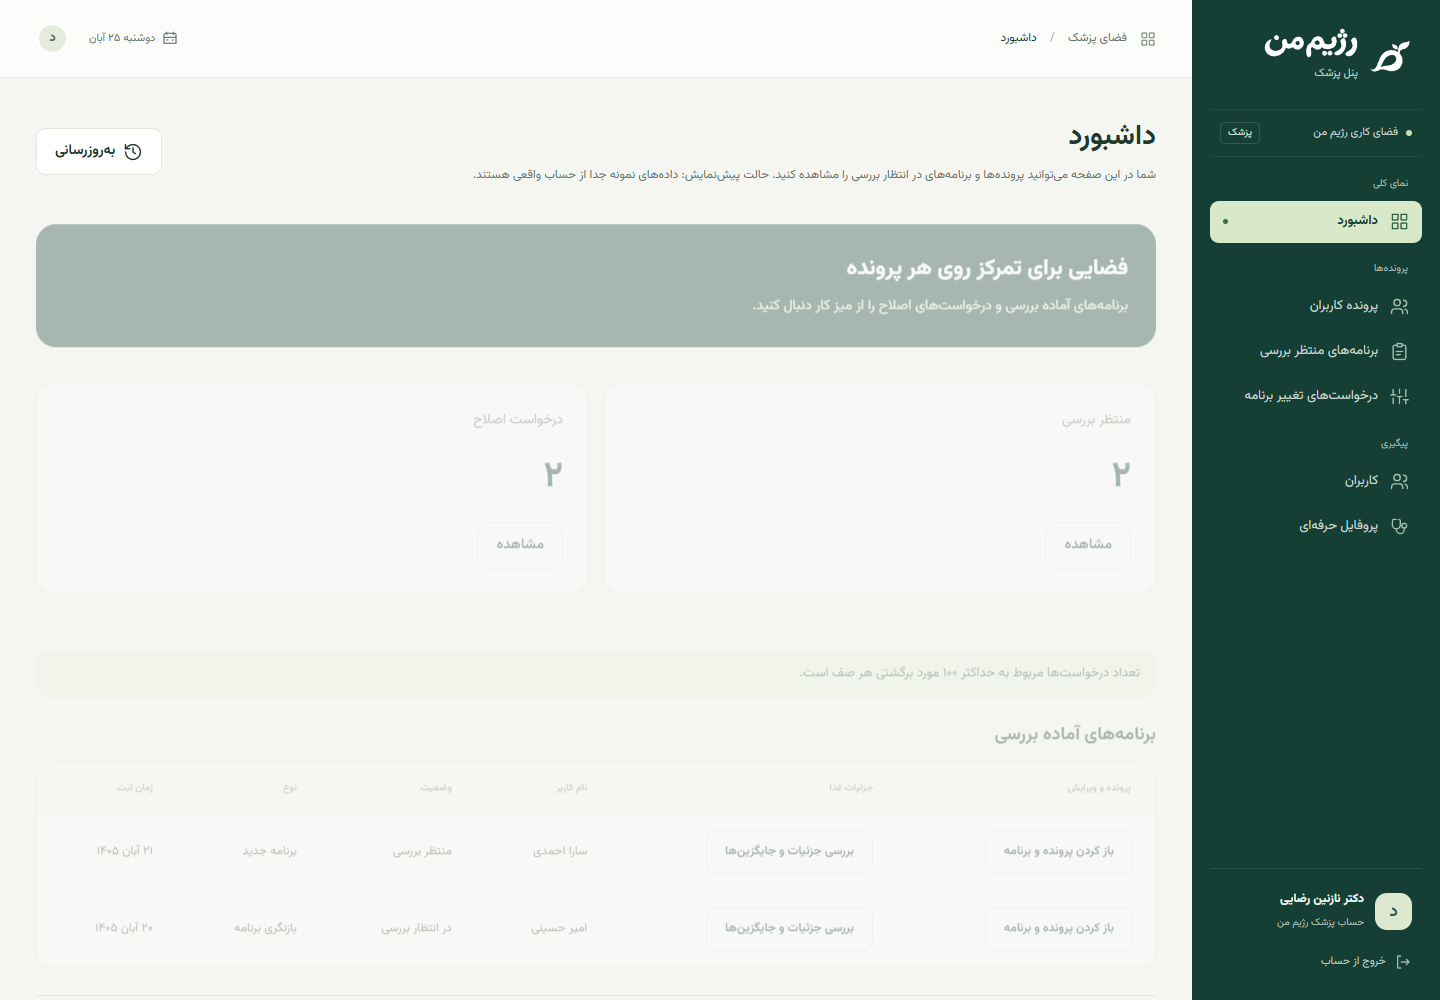 رژیم‌من
پنل پزشک
فضای کاری رژیم من
پزشک
نمای کلی
داشبورد
پرونده‌ها
پرونده کاربران
برنامه‌های منتظر بررسی
درخواست‌های تغییر برنامه
پیگیری
کاربران
پروفایل حرفه‌ای
د
دکتر نازنین رضایی
حساب پزشک رژیم من
خروج از حساب
فضای پزشک / داشبورد
دوشنبه ۲۵ آبان
د
داشبورد
شما در این صفحه می‌توانید پرونده‌ها و برنامه‌های در انتظار بررسی را مشاهده کنید. حالت پیش‌نمایش: داده‌های نمونه جدا از حساب واقعی هستند.
به‌روزرسانی
فضایی برای تمرکز روی هر پرونده
برنامه‌های آماده بررسی و درخواست‌های اصلاح را از میز کار دنبال کنید.
منتظر بررسی
۲
مشاهده
درخواست اصلاح
۲
مشاهده
تعداد درخواست‌ها مربوط به حداکثر ۱۰۰ مورد برگشتی هر صف است.
برنامه‌های آماده بررسی
پرونده و ویرایش جزئیات غذا نام کاربر وضعیت نوع زمان ثبت
باز کردن پرونده و برنامه بررسی جزئیات و جایگزین‌ها سارا احمدی منتظر بررسی برنامه جدید ۲۱ آبان ۱۴۰۵
باز کردن پرونده و برنامه بررسی جزئیات و جایگزین‌ها امیر حسینی در انتظار بررسی بازنگری برنامه ۲۰ آبان ۱۴۰۵